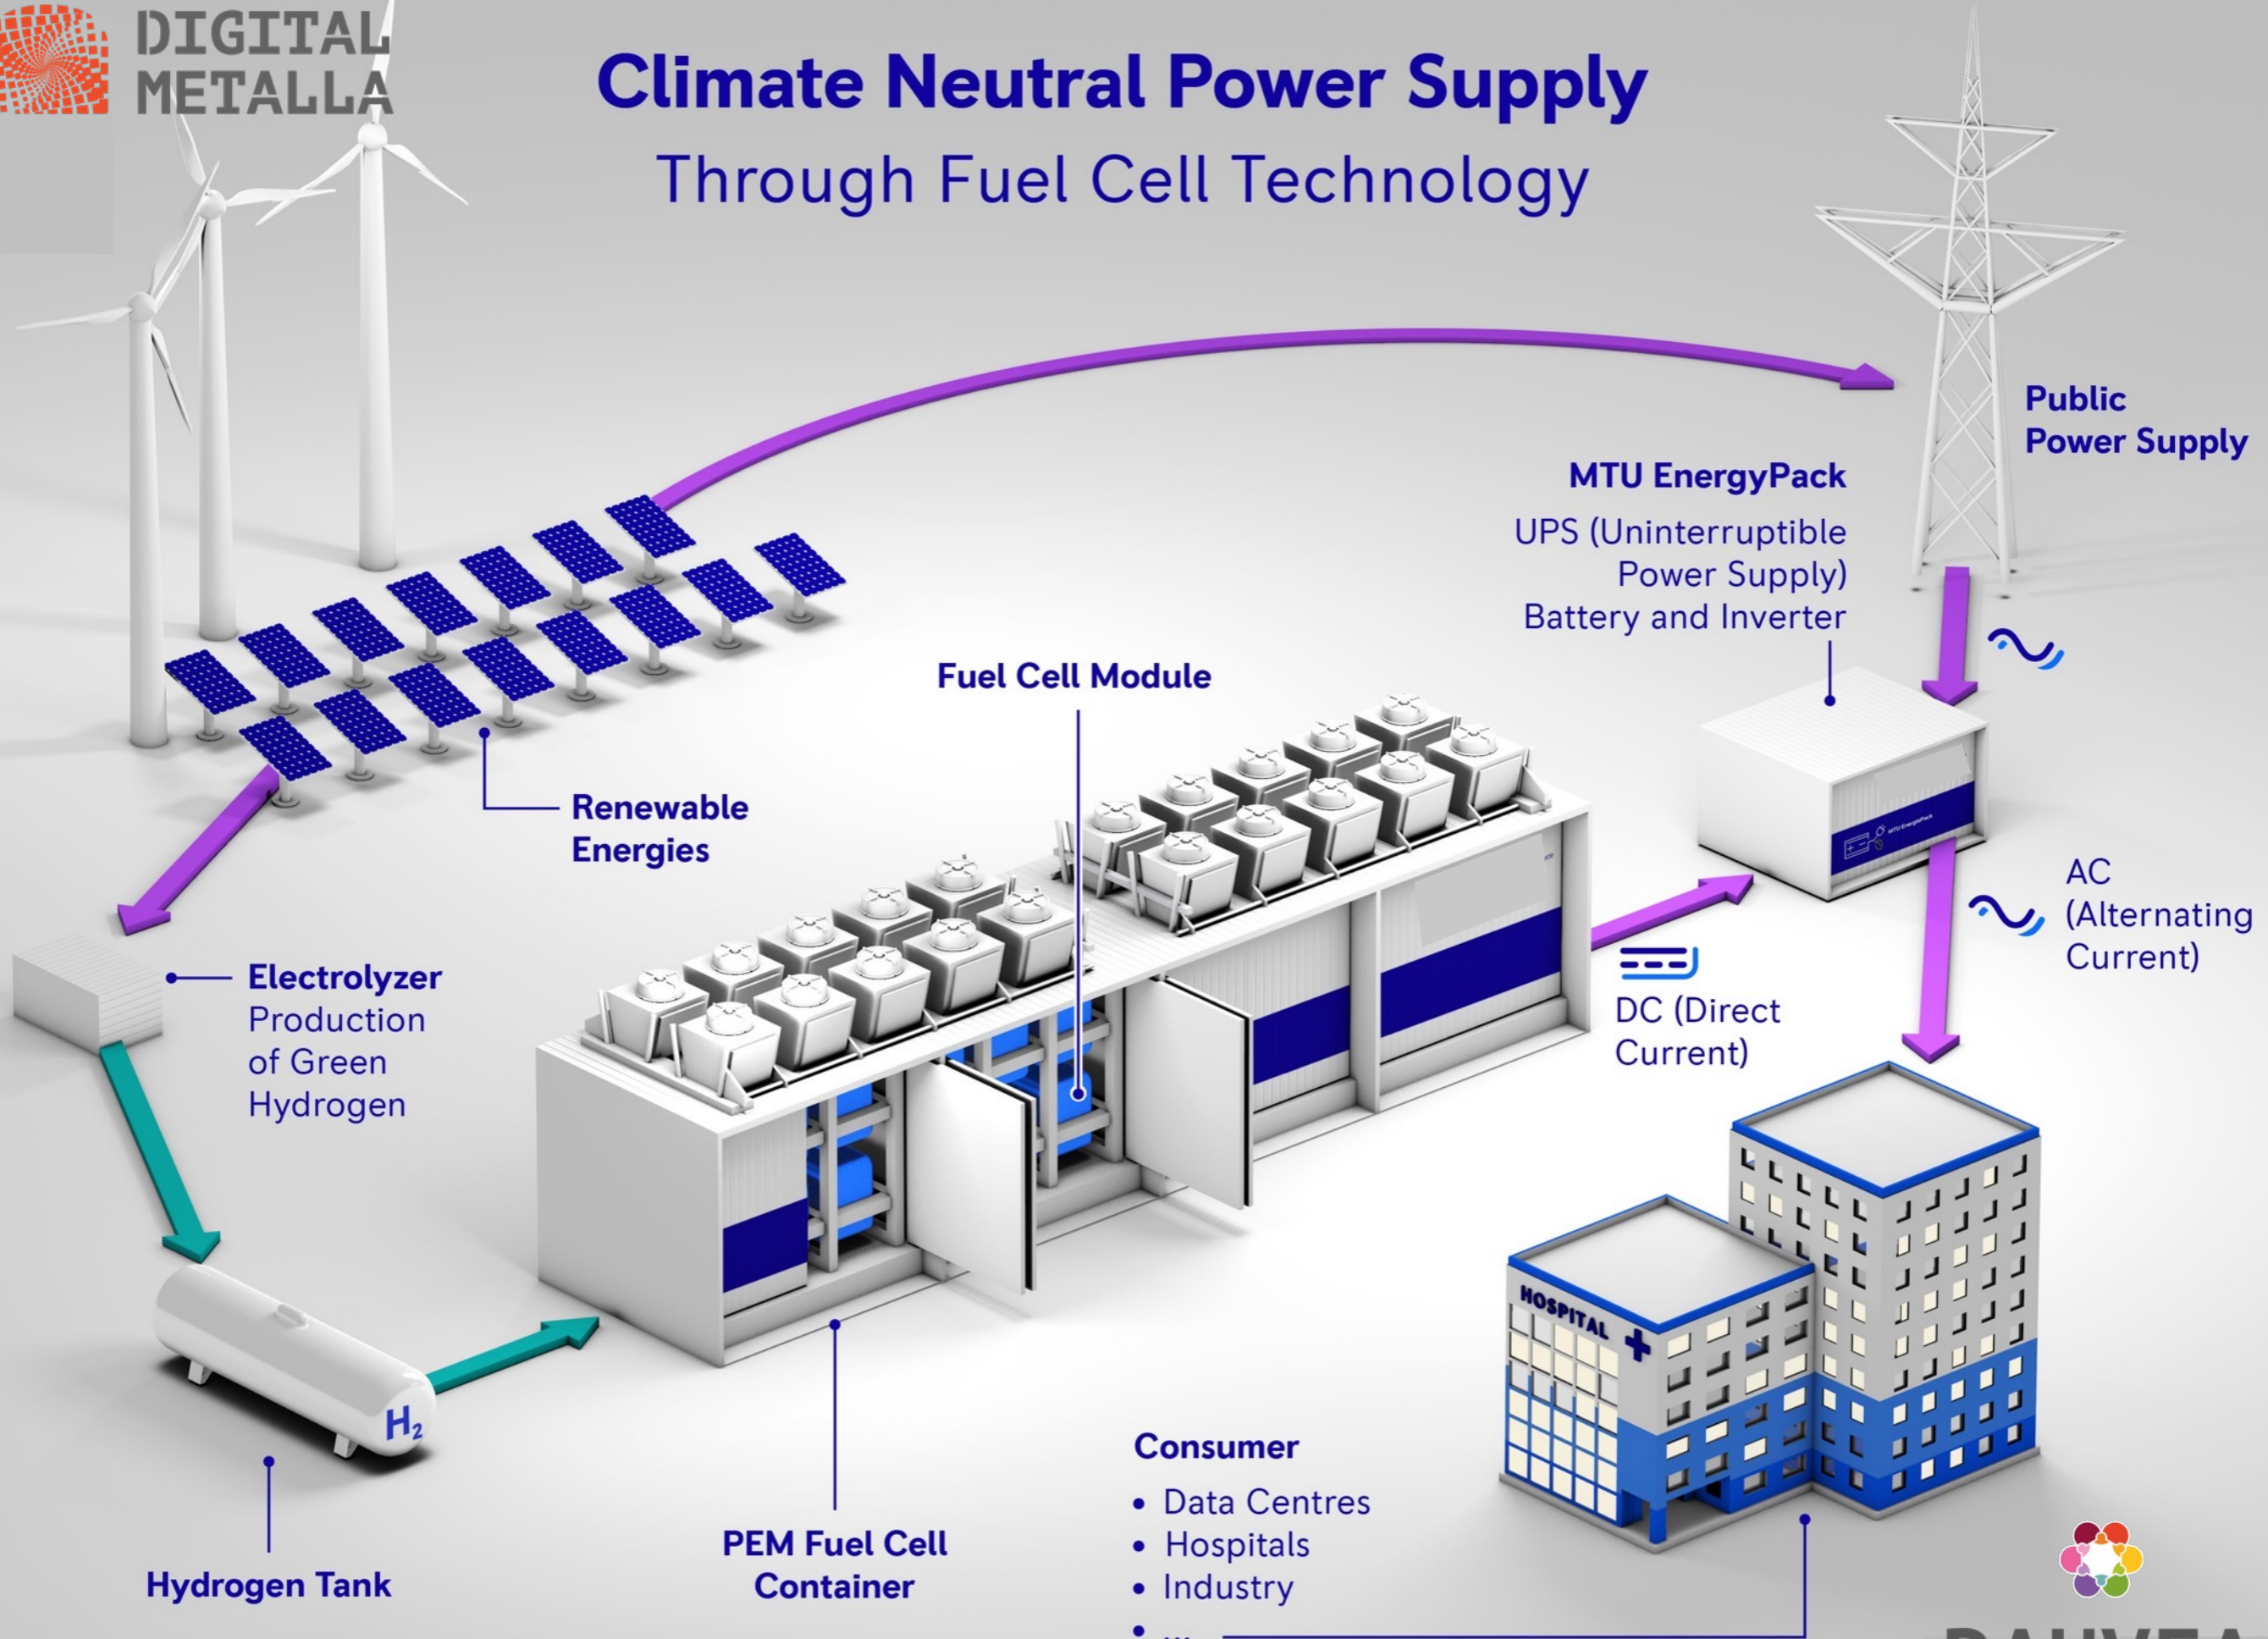 DIGITAL
METALLA
Climate Neutral Power Supply
Through Fuel Cell Technology
Public
Power Supply
MTU EnergyPack
UPS (Uninterruptible
Power Supply)
Battery and Inverter
Fuel Cell Module
Renewable
Energies
AC
(Alternating
Current)
Electrolyzer
Production
of Green
Hydrogen
DC (Direct
Current)
HOSPITAL
H₂
Consumer
• Data Centres
• Hospitals
• Industry
• ...
PEM Fuel Cell
Container
Hydrogen Tank